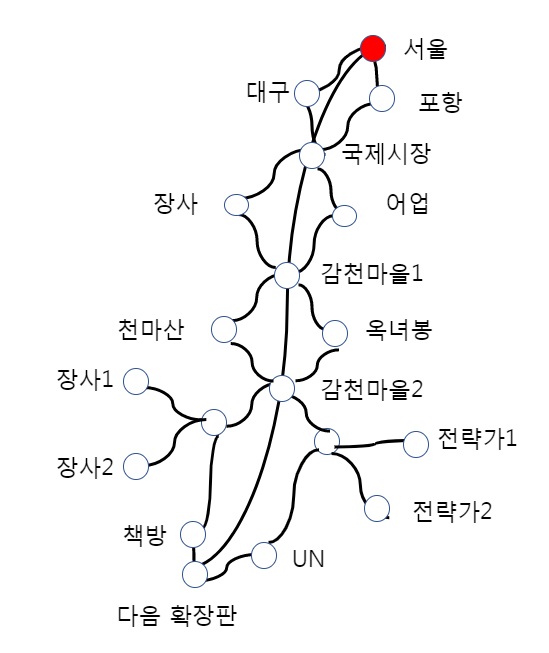 서울
대구
포항
국제시장
장사
어업
감천마을1
천마산
옥녀봉
장사1
감천마을2
전략가1
장사2
전략가2
책방
UN
다음 확장판